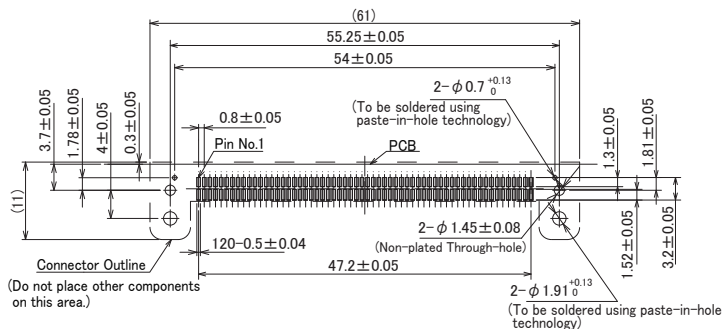 (61)
55.25±0.05
54±0.05
2-φ0.7 +0.13 0
(To be soldered using
paste-in-hole technology)
3.7±0.05
1.78±0.05
4±0.05
0.3±0.05
0.8±0.05
Pin No.1
PCB
1.3±0.05
1.81±0.05
(11)
2-φ1.45±0.08
(Non-plated Through-hole)
1.52±0.05
3.2±0.05
120-0.5±0.04
Connector Outline
(Do not place other components
on this area.)
47.2±0.05
2-φ1.91 +0.13 0
(To be soldered using paste-in-hole
technology)